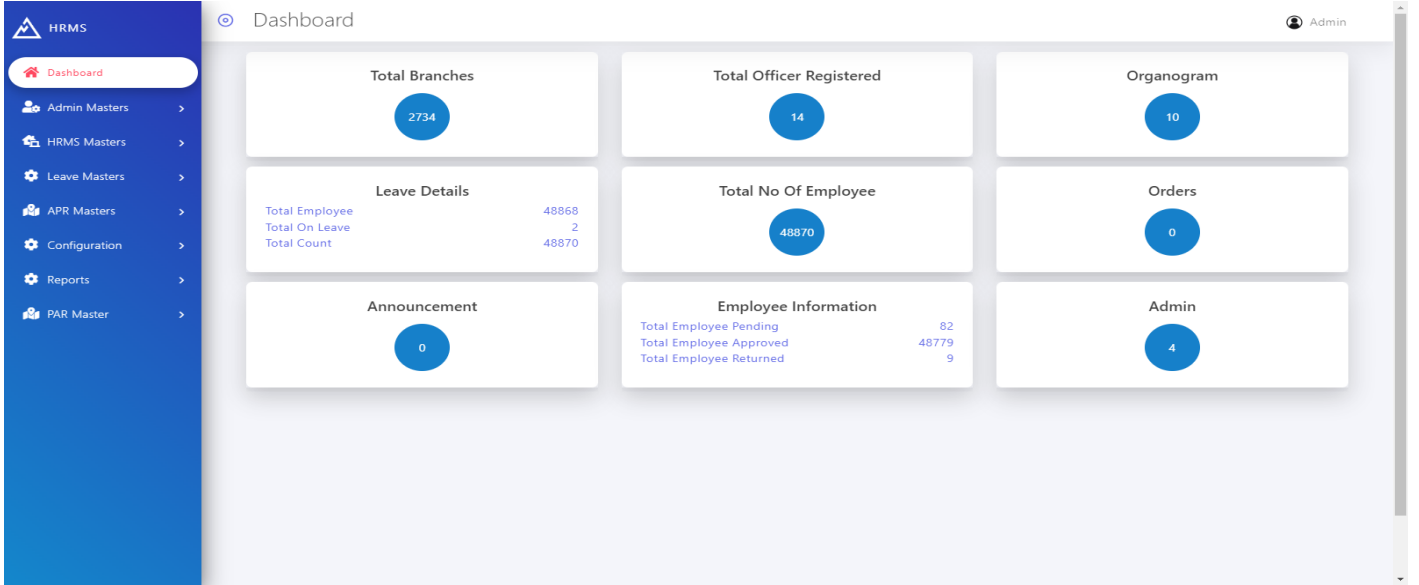 HRMS
Dashboard
Admin Masters
HRMS Masters
Leave Masters
APR Masters
Configuration
Reports
PAR Master
Dashboard
Admin
Total Branches
2734
Total Officer Registered
14
Organogram
10
Leave Details
Total Employee 48868
Total On Leave 2
Total Count 48870
Total No Of Employee
48870
Orders
0
Announcement
0
Employee Information
Total Employee Pending 82
Total Employee Approved 48779
Total Employee Returned 9
Admin
4